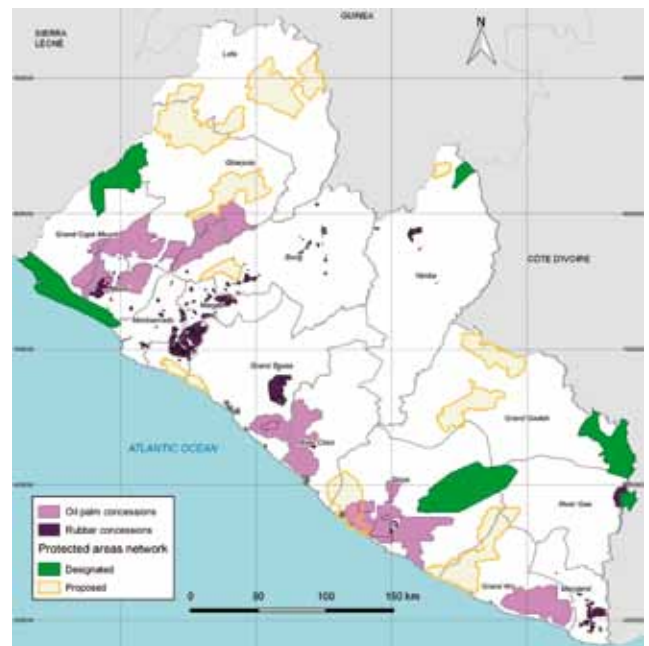 GUINEA
SIERRA
LEONE
N
Lofa
Gbarpolu
Grand Cape Mount
Bong
Nimba
CÔTE D'IVOIRE
Montserrado
Grand Bassa
Grand Gedeh
ATLANTIC OCEAN
River Cess
Sinoe
River Gee
Oil palm concessions
Rubber concessions
Protected areas network
Designated
Proposed
Grand Kru
Maryland
0 50 100 150 km